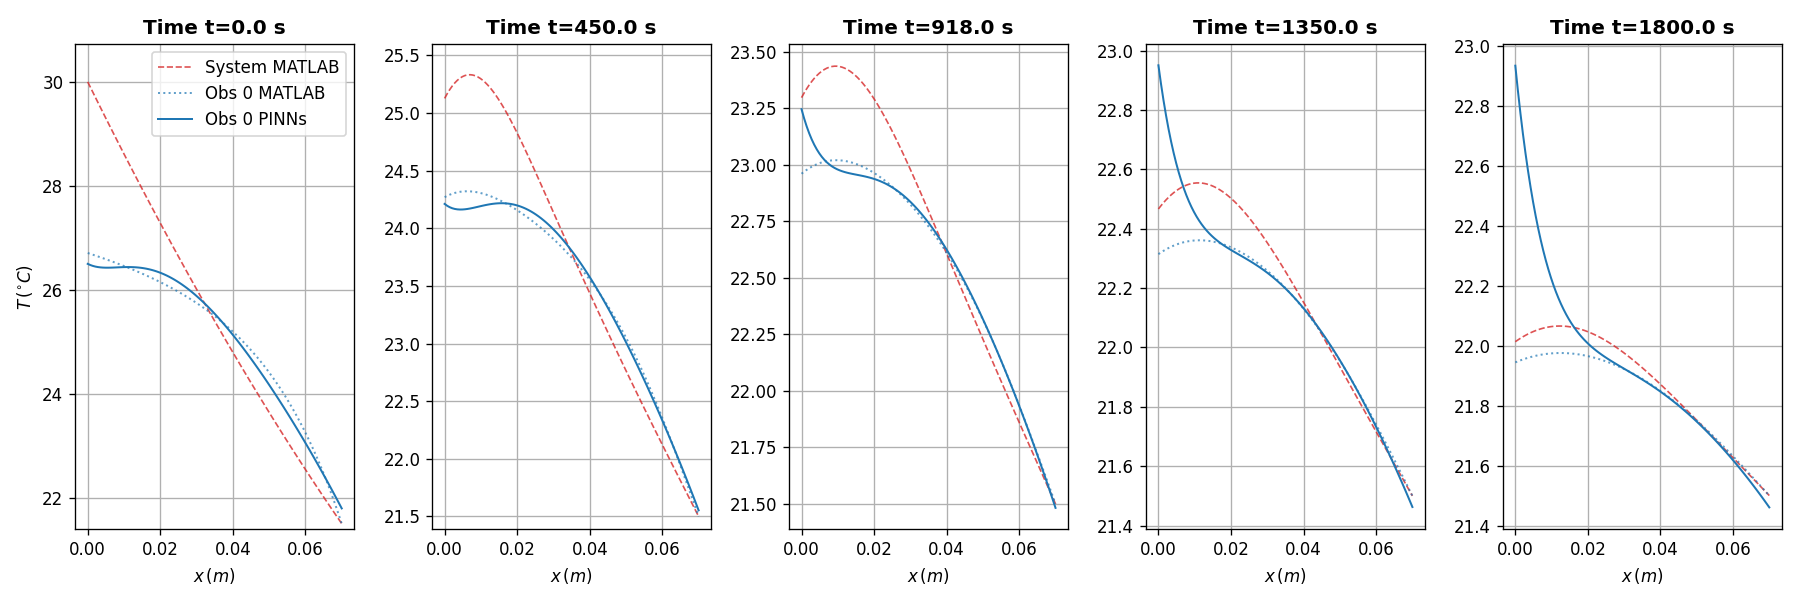 Time t=0.0 s
Time t=450.0 s
Time t=918.0 s
Time t=1350.0 s
Time t=1800.0 s
System MATLAB
Obs 0 MATLAB
Obs 0 PINNs
T (°C)
30
28
26
24
22
0.00 0.02 0.04 0.06
x (m)
25.5
25.0
24.5
24.0
23.5
23.0
22.5
22.0
21.5
0.00 0.02 0.04 0.06
x (m)
23.50
23.25
23.00
22.75
22.50
22.25
22.00
21.75
21.50
0.00 0.02 0.04 0.06
x (m)
23.0
22.8
22.6
22.4
22.2
22.0
21.8
21.6
21.4
0.00 0.02 0.04 0.06
x (m)
23.0
22.8
22.6
22.4
22.2
22.0
21.8
21.6
21.4
0.00 0.02 0.04 0.06
x (m)